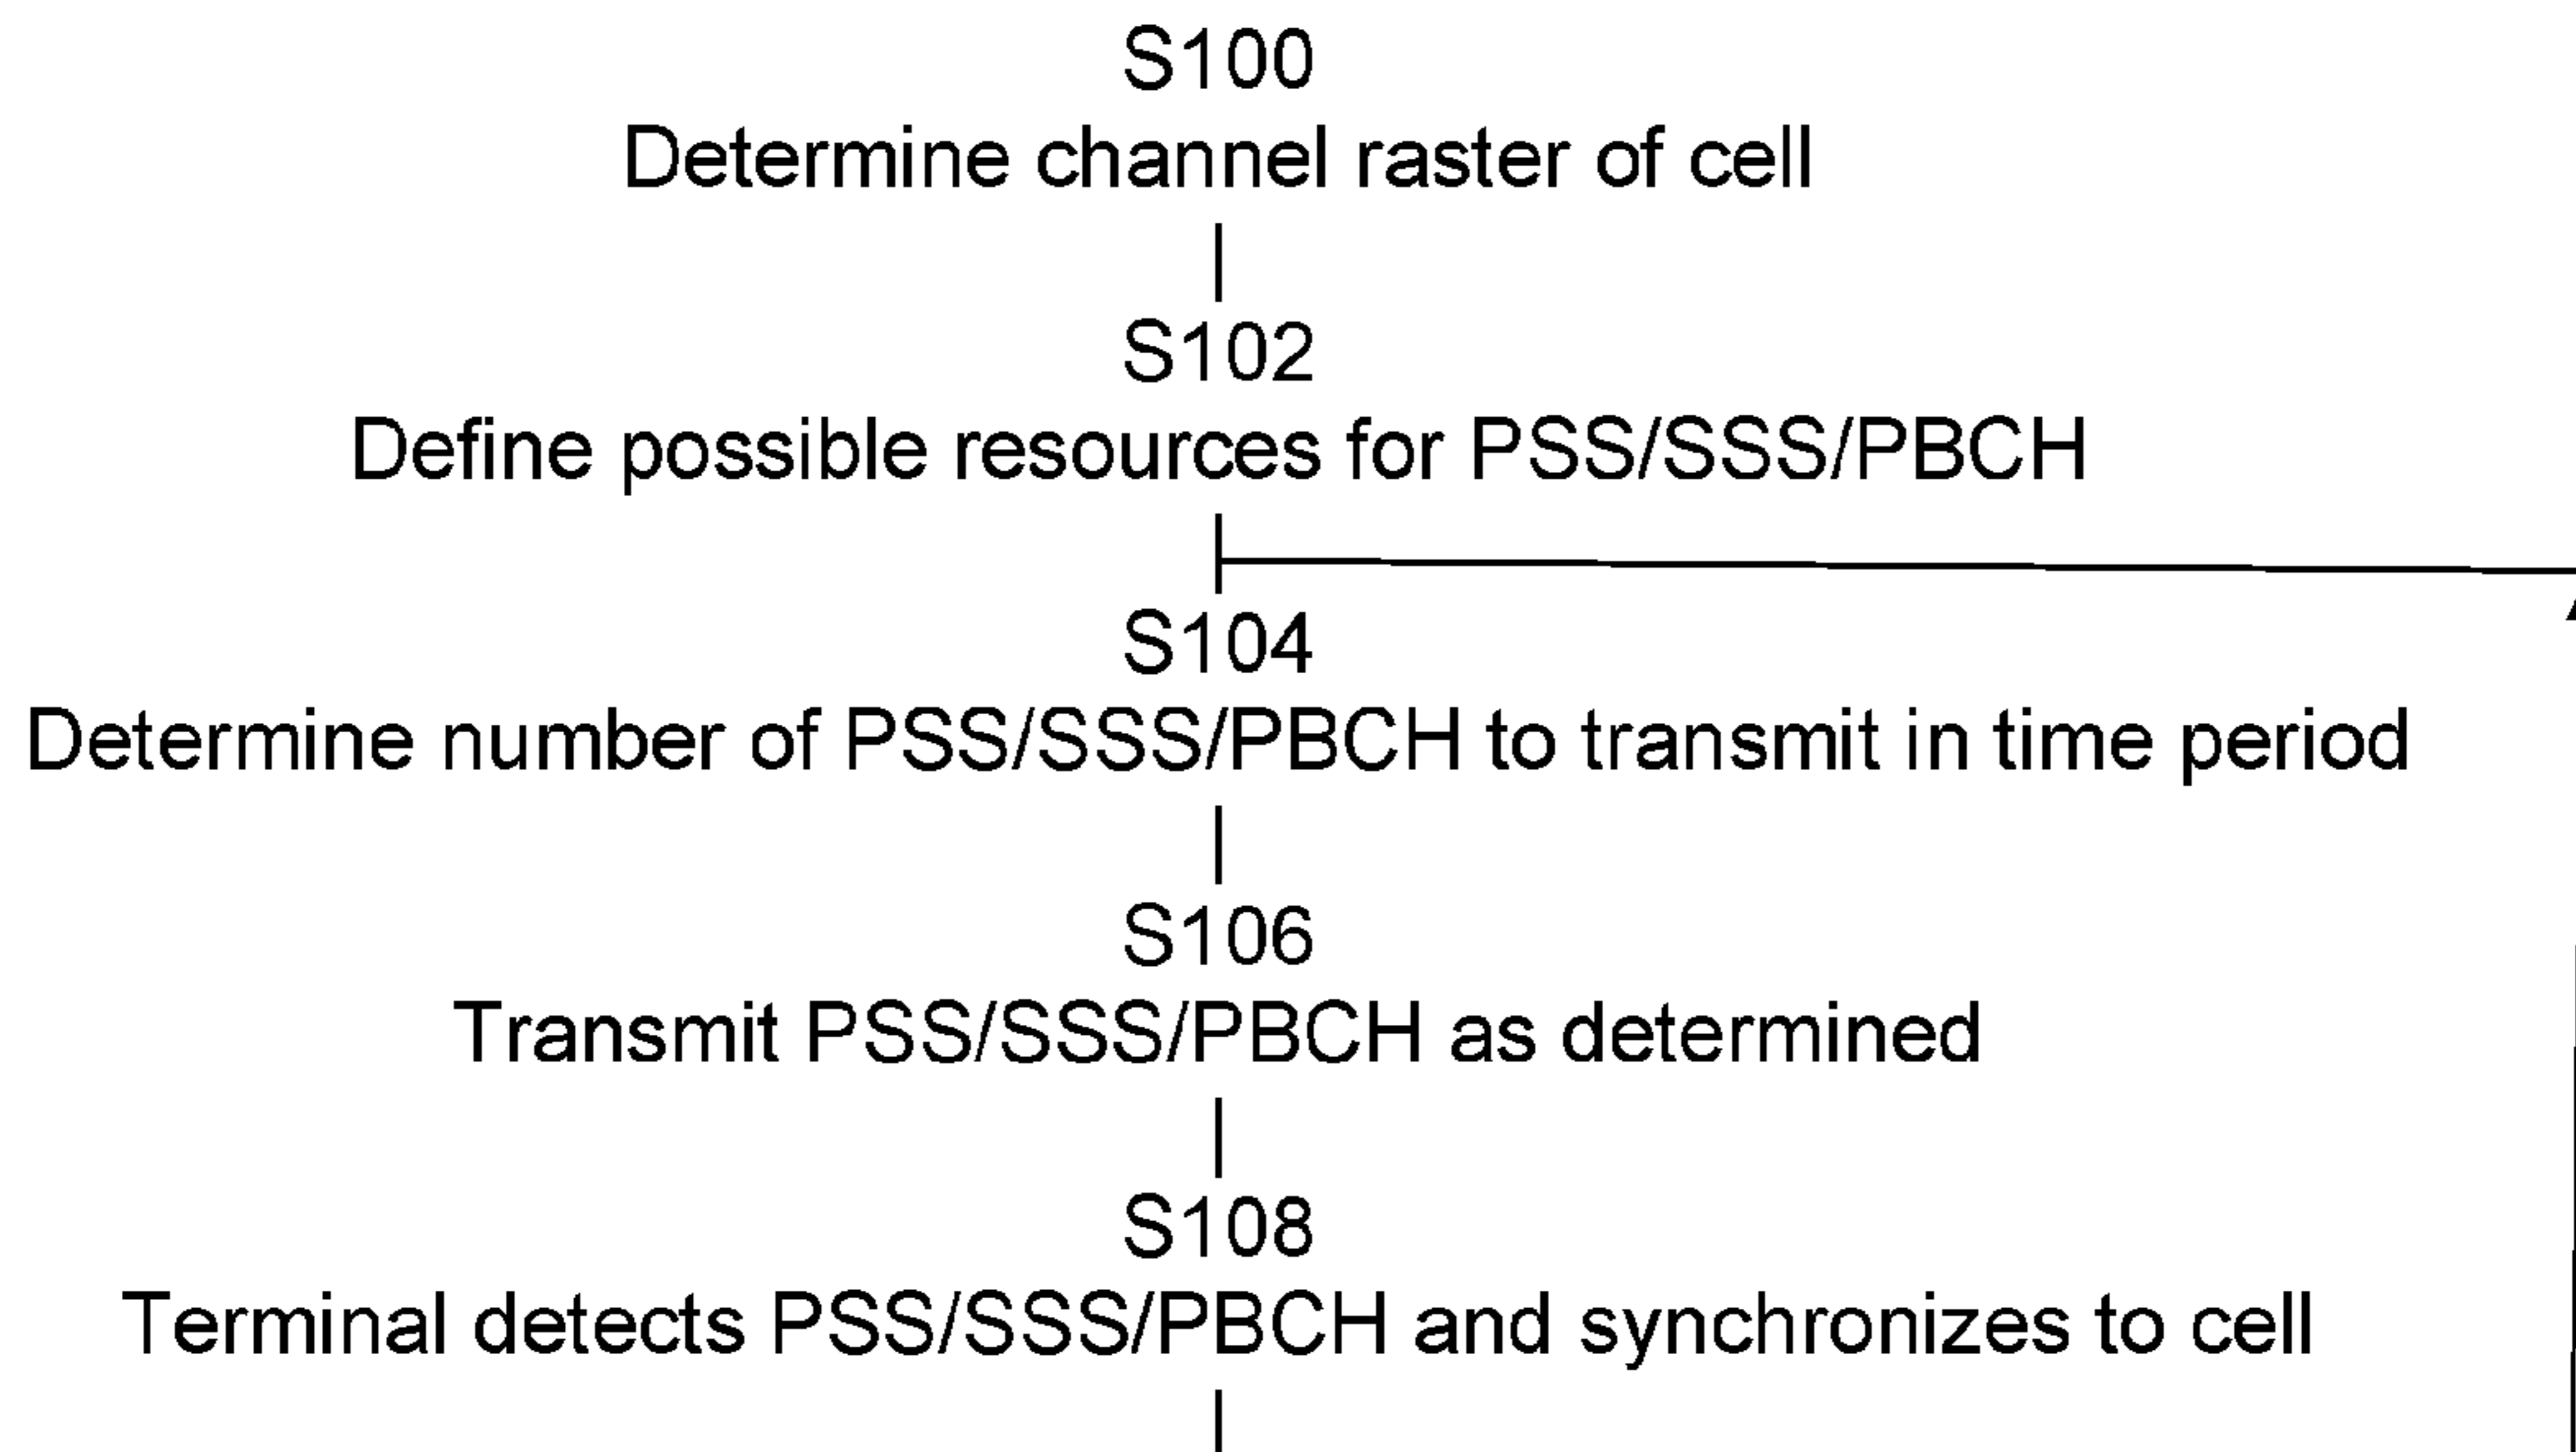 S100
Determine channel raster of cell
S102
Define possible resources for PSS/SSS/PBCH
S104
Determine number of PSS/SSS/PBCH to transmit in time period
S106
Transmit PSS/SSS/PBCH as determined
S108
Terminal detects PSS/SSS/PBCH and synchronizes to cell